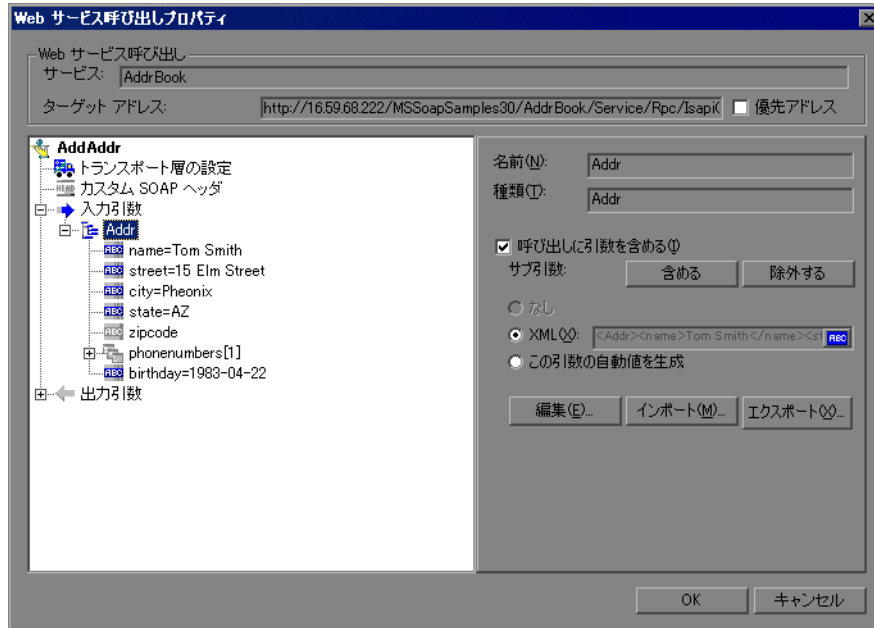 Web サービス呼び出しプロパティ
Web サービス呼び出し
サービス: AddrBook
ターゲット アドレス: http://16.59.68.222/MSSoapSamples30/AddrBook/Service/Rpc/Isapi 優先アドレス
AddAddr
トランスポート層の設定
HEAD カスタム SOAP ヘッダ
入力引数
Addr
ABC name=Tom Smith
ABC street=15 Elm Street
ABC city=Pheonix
ABC state=AZ
ABC zipcode
phonenumbers[1]
ABC birthday=1983-04-22
出力引数
名前(N): Addr
種類(T): Addr
呼び出しに引数を含める(I)
サブ引数: 含める 除外する
なし
XML(X): <Addr><name>Tom Smith</name><st ABC
この引数の自動値を生成
編集(E)... インポート(M)... エクスポート(X)...
OK キャンセル